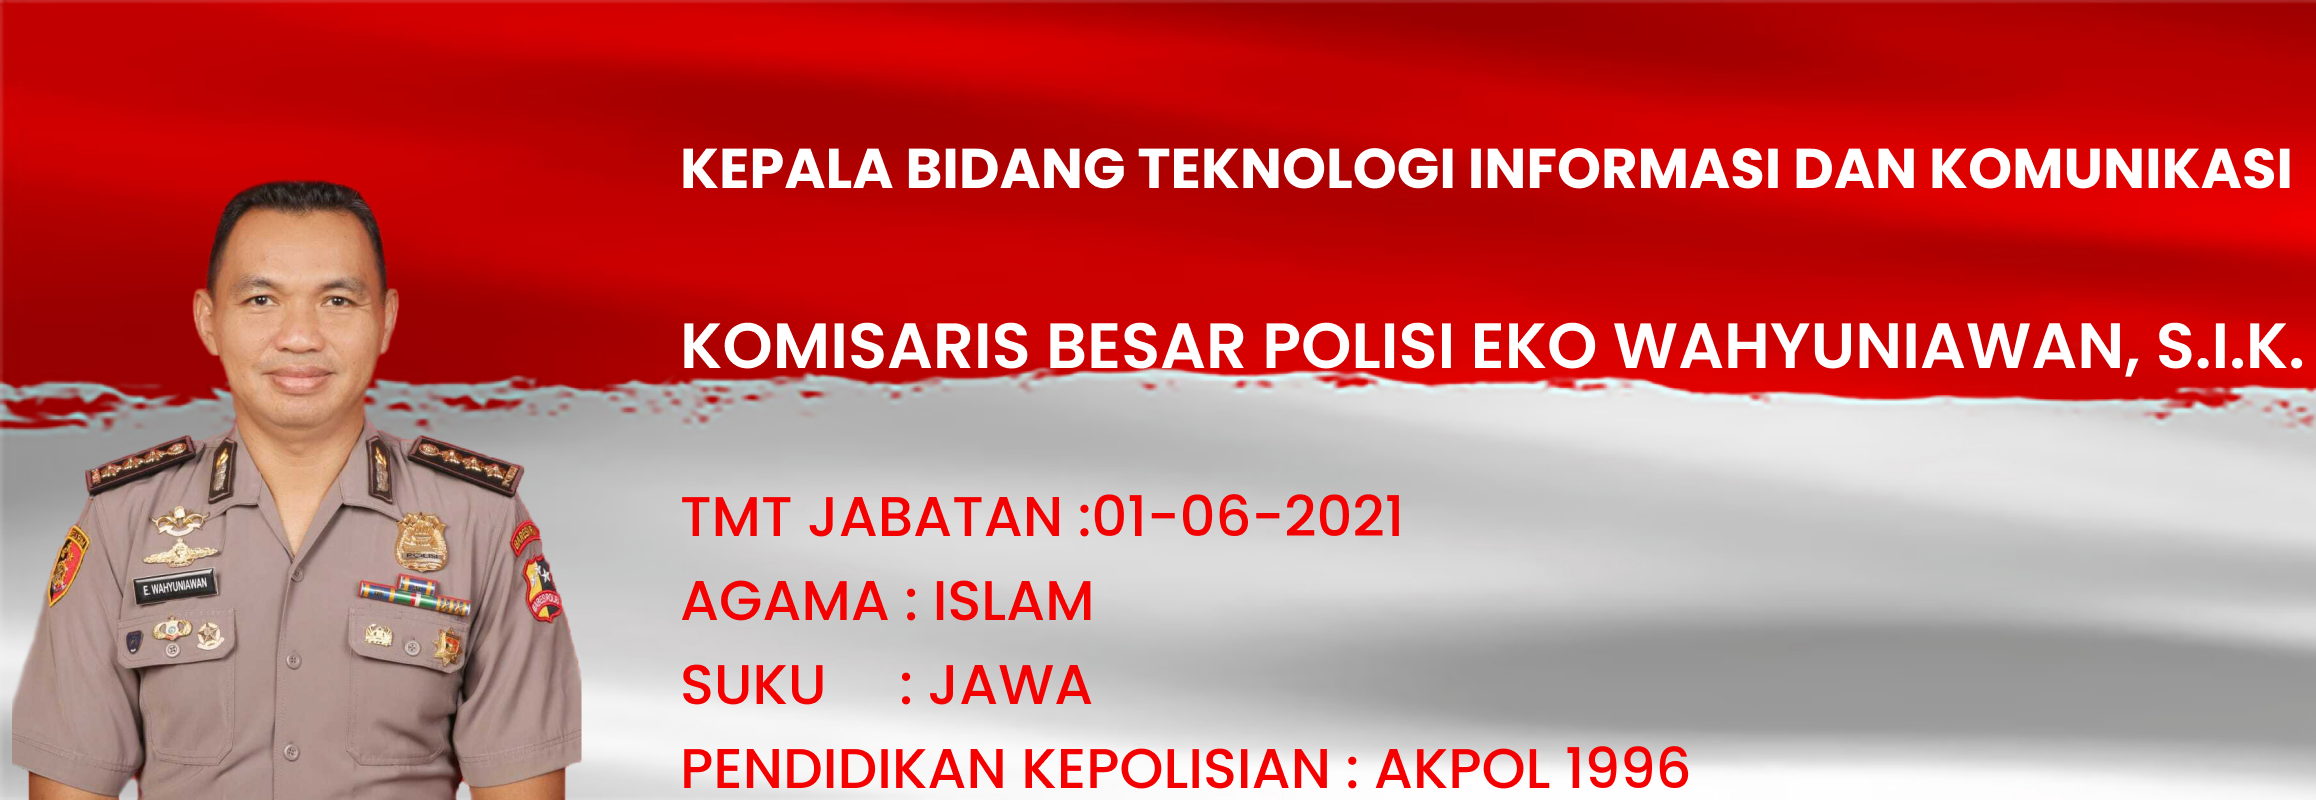 KEPALA BIDANG TEKNOLOGI INFORMASI DAN KOMUNIKASI
KOMISARIS BESAR POLISI EKO WAHYUNIAWAN, S.I.K.
TMT JABATAN :01-06-2021
AGAMA : ISLAM
SUKU : JAWA
PENDIDIKAN KEPOLISIAN : AKPOL 1996
E. WAHYUNIAWAN